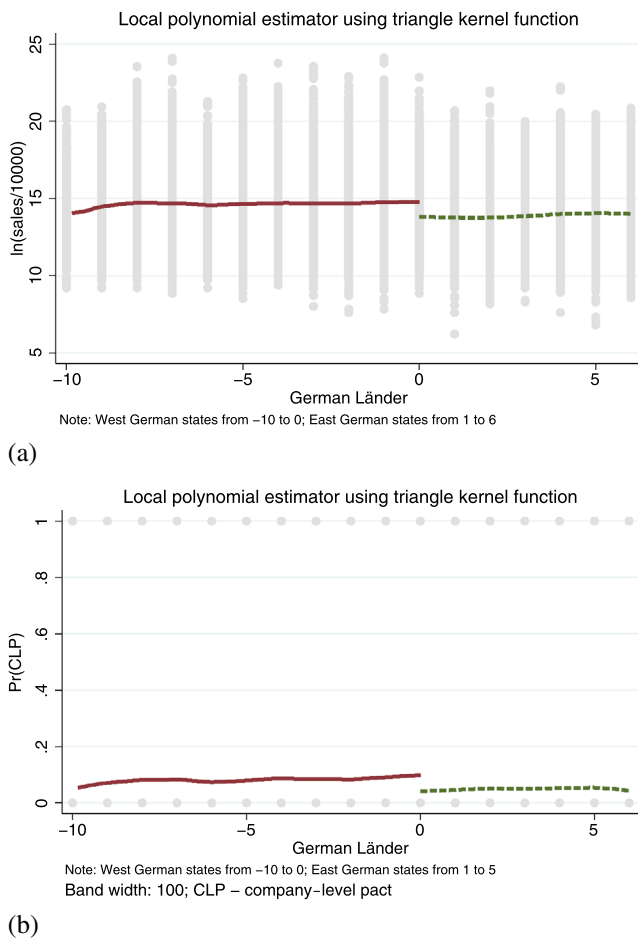 Local polynomial estimator using triangle kernel function
25
20
15
10
5
ln(sales/10000)
−10
−5
0
5
German Länder
Note: West German states from −10 to 0; East German states from 1 to 6
(a)
Local polynomial estimator using triangle kernel function
1
.8
.6
.4
.2
0
Pr(CLP)
−10
−5
0
5
German Länder
Note: West German states from −10 to 0; East German states from 1 to 5
Band width: 100; CLP − company−level pact
(b)